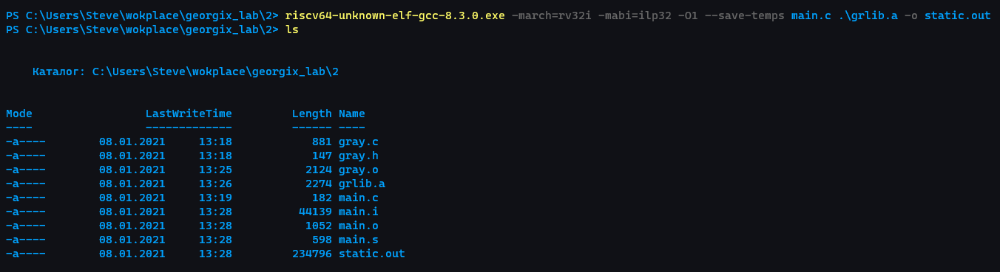 PS C:\Users\Steve\wokplace\georgix_lab\2> riscv64-unknown-elf-gcc-8.3.0.exe -march=rv32i -mabi=ilp32 -O1 --save-temps main.c .\grlib.a -o static.out
PS C:\Users\Steve\wokplace\georgix_lab\2> ls
Каталог: C:\Users\Steve\wokplace\georgix_lab\2
Mode LastWriteTime Length Name
---- ------------- ------ ----
-a---- 08.01.2021 13:18 881 gray.c
-a---- 08.01.2021 13:18 147 gray.h
-a---- 08.01.2021 13:25 2124 gray.o
-a---- 08.01.2021 13:26 2274 grlib.a
-a---- 08.01.2021 13:19 182 main.c
-a---- 08.01.2021 13:28 44139 main.i
-a---- 08.01.2021 13:28 1052 main.o
-a---- 08.01.2021 13:28 598 main.s
-a---- 08.01.2021 13:28 234796 static.out